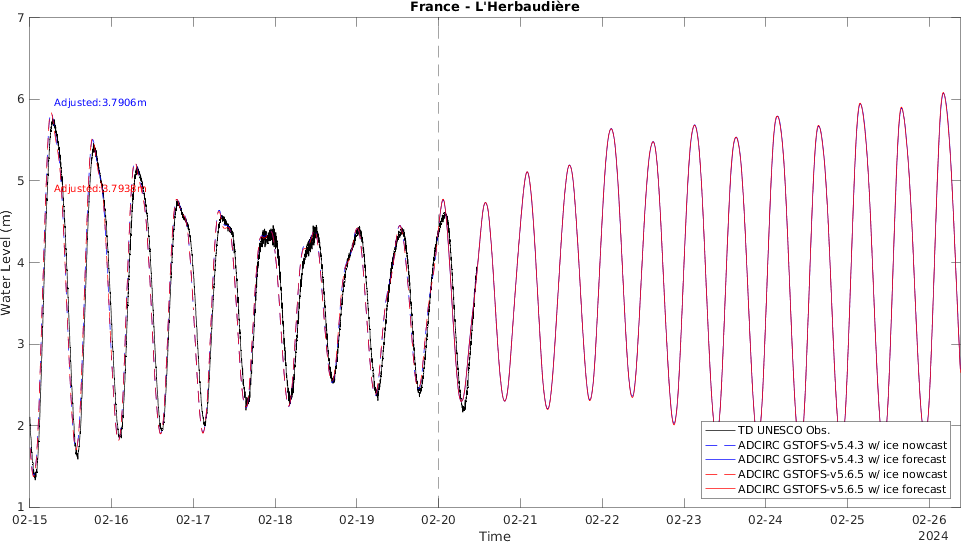 France - L'Herbaudière
7
6
5
4
3
2
1
Water Level (m)
Adjusted:3.7906m
Adjusted:3.7938m
TD UNESCO Obs.
ADCIRC GSTOFS-v5.4.3 w/ ice nowcast
ADCIRC GSTOFS-v5.4.3 w/ ice forecast
ADCIRC GSTOFS-v5.6.5 w/ ice nowcast
ADCIRC GSTOFS-v5.6.5 w/ ice forecast
02-15 02-16 02-17 02-18 02-19 02-20 02-21 02-22 02-23 02-24 02-25 02-26
Time
2024